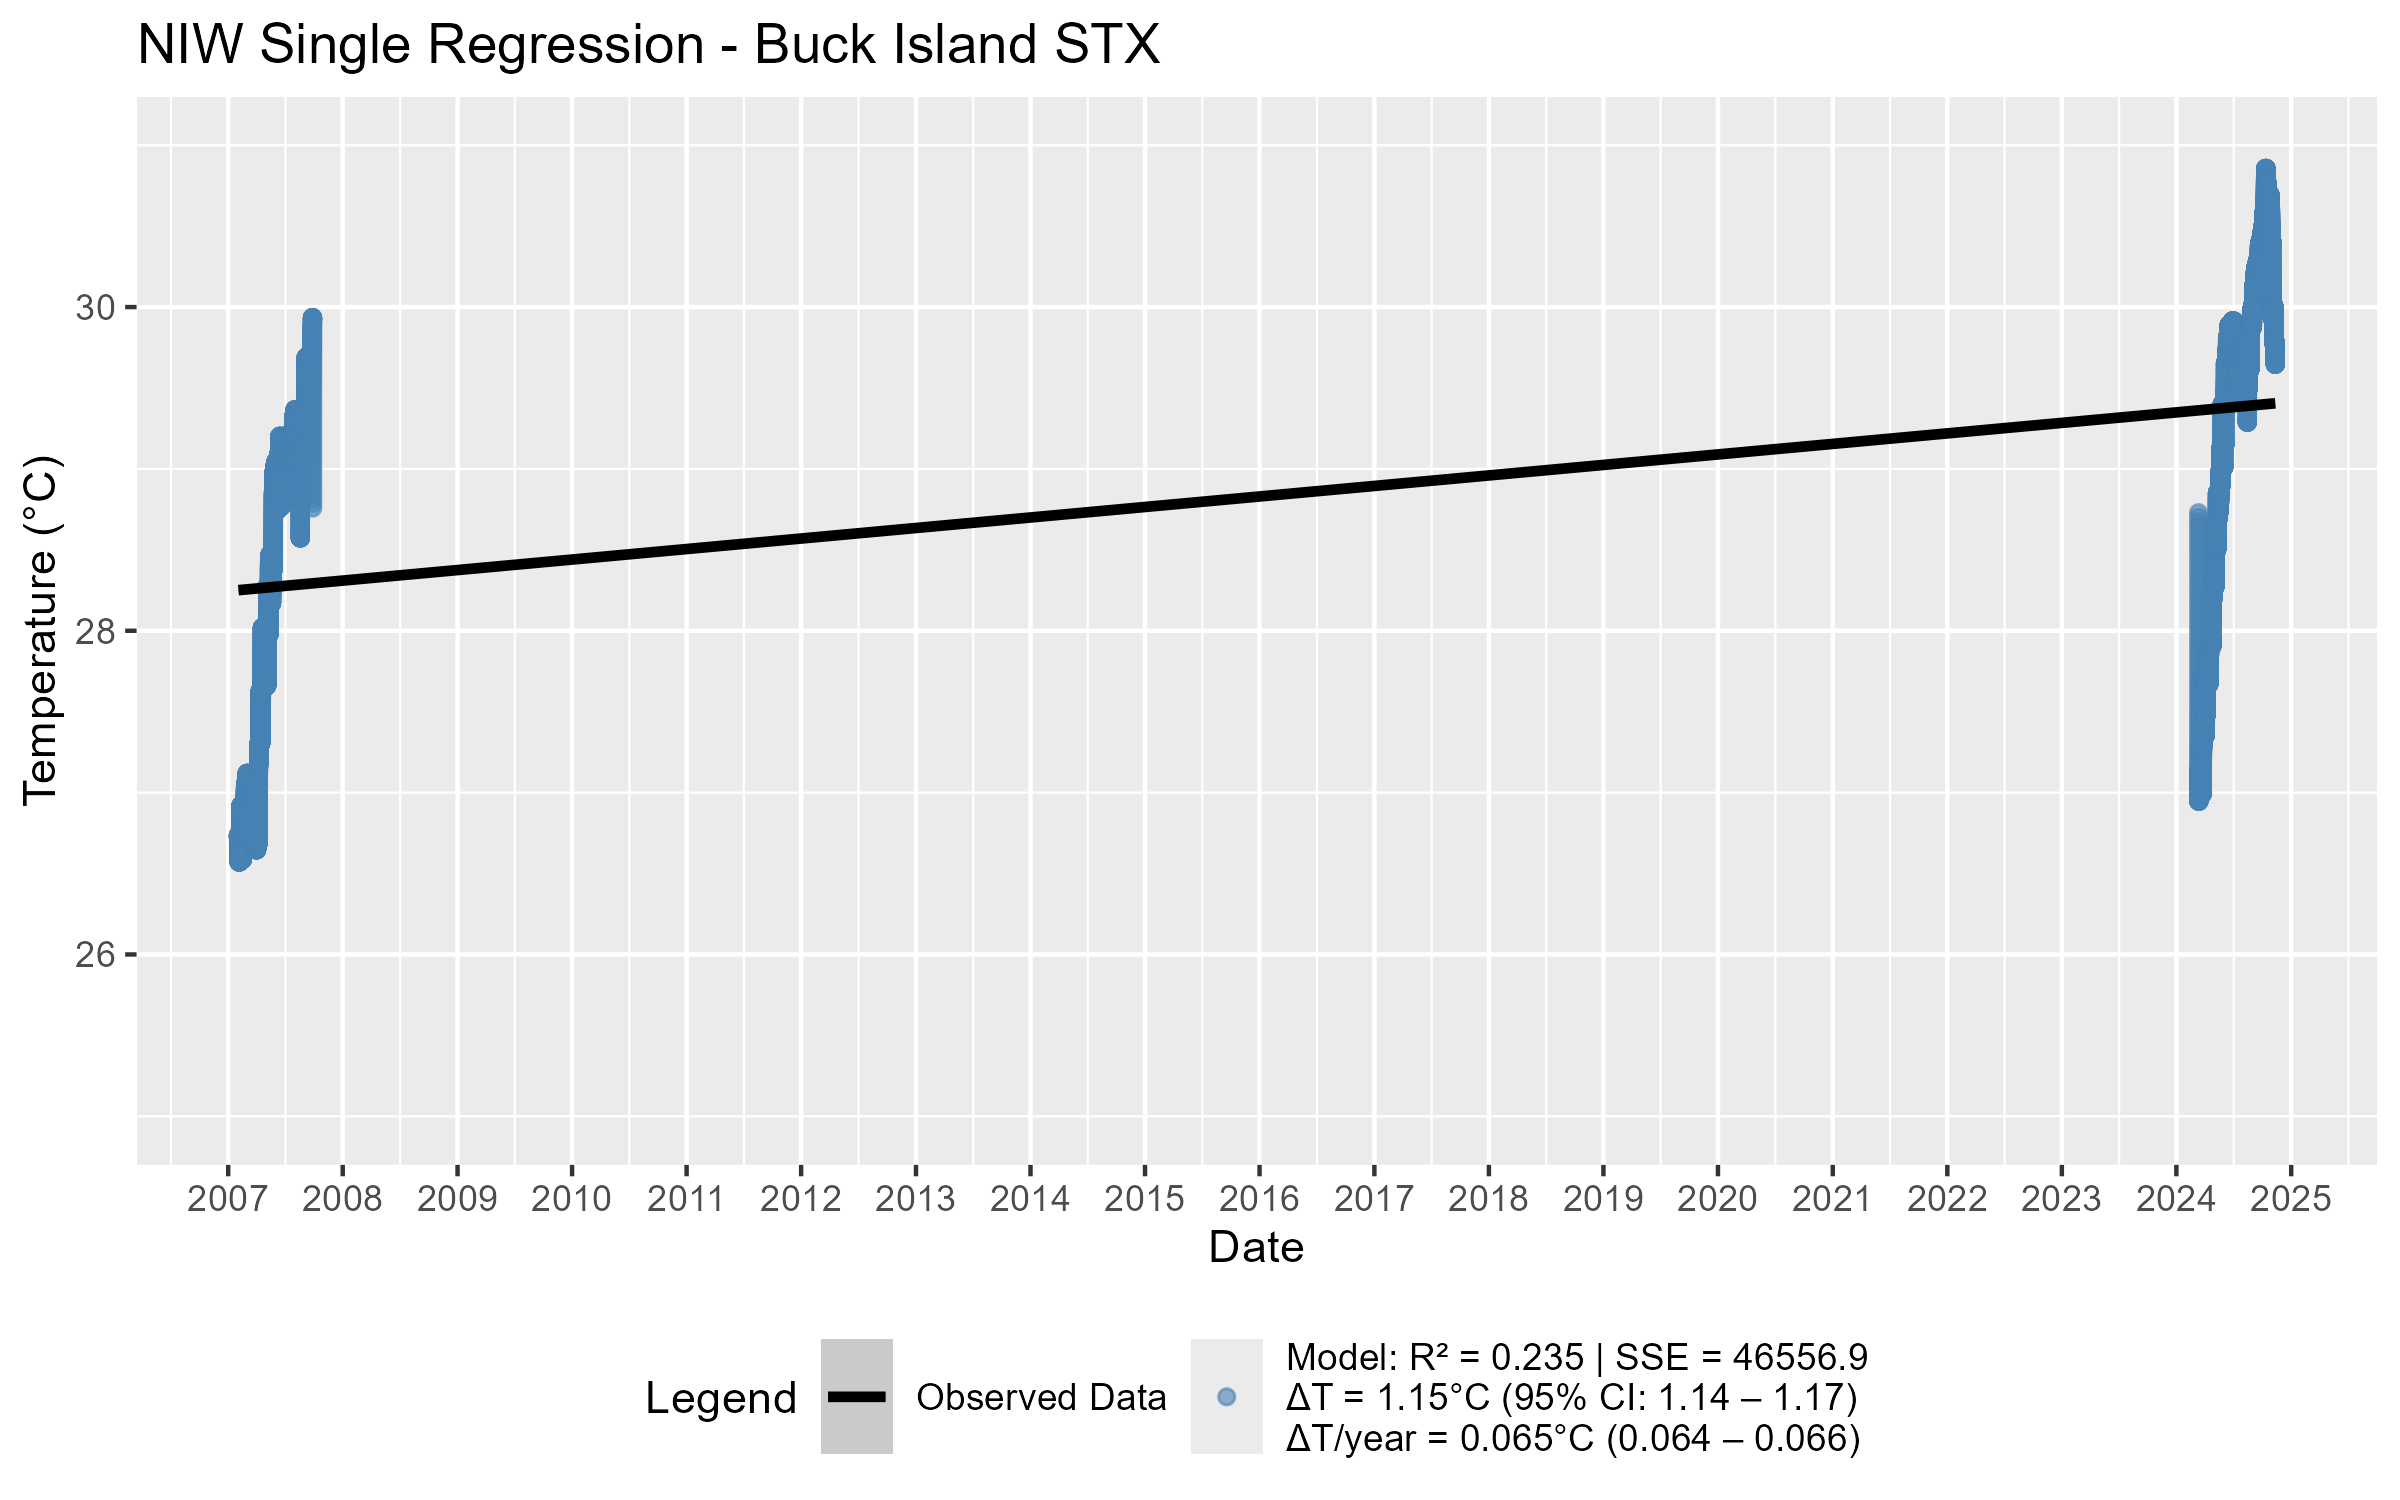 NIW Single Regression - Buck Island STX
Temperature (°C)
30
28
26
2007 2008 2009 2010 2011 2012 2013 2014 2015 2016 2017 2018 2019 2020 2021 2022 2023 2024 2025
Date
Legend
Observed Data
Model: R² = 0.235 | SSE = 46556.9
ΔT = 1.15°C (95% CI: 1.14 – 1.17)
ΔT/year = 0.065°C (0.064 – 0.066)